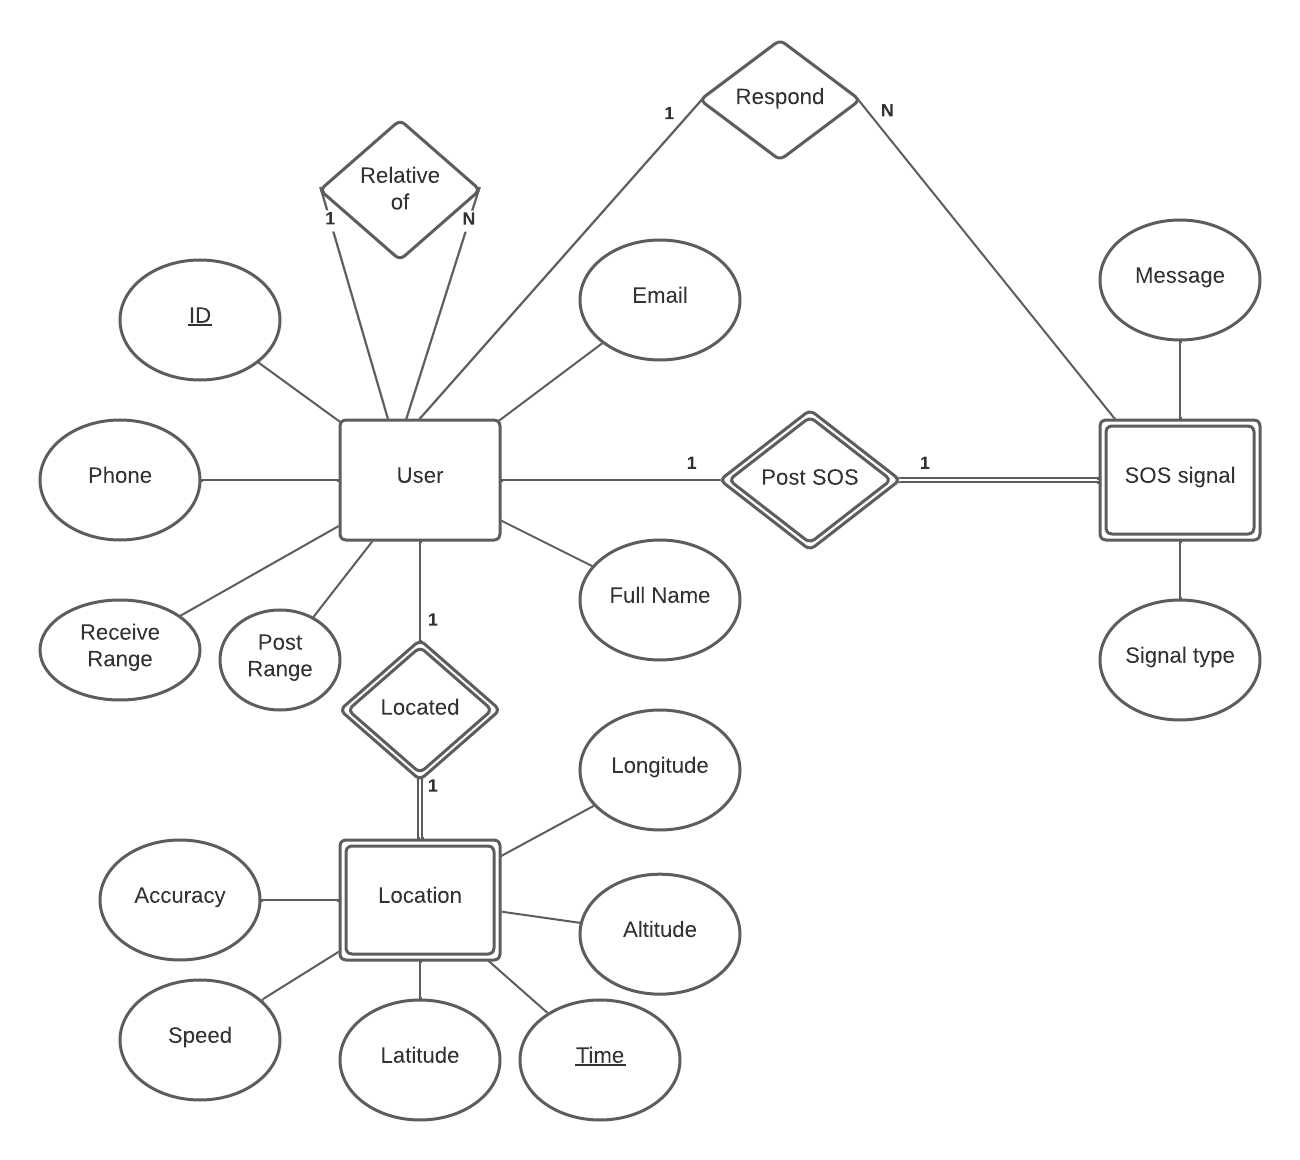 Respond
1
N
Relative
of
1
N
Message
Email
ID
User
Phone
1
Post SOS
1
SOS signal
Full Name
Receive
Range
Post
Range
1
Signal type
Located
1
Longitude
Accuracy
Location
Altitude
Speed
Latitude
Time